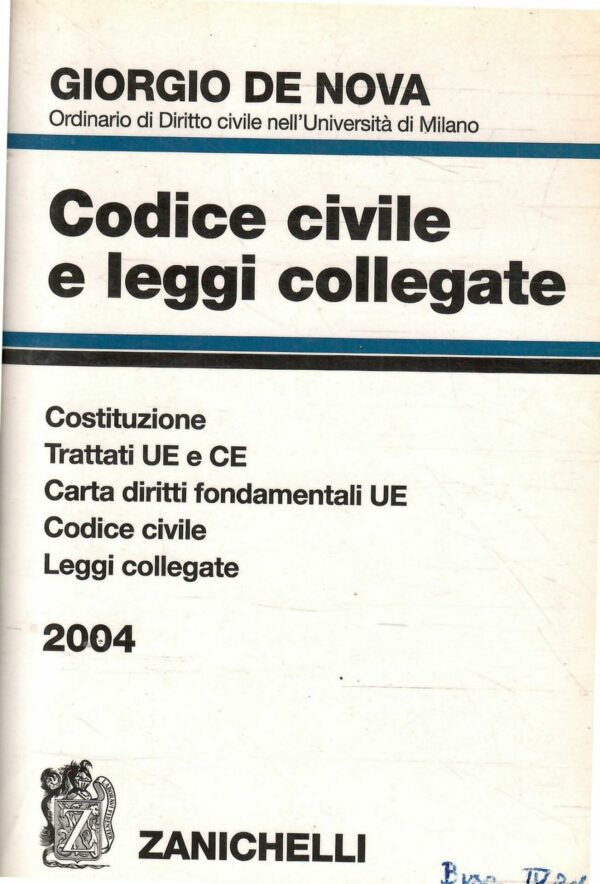 GIORGIO DE NOVA
Ordinario di Diritto civile nell'Università di Milano
Codice civile
e leggi collegate
Costituzione
Trattati UE e CE
Carta diritti fondamentali UE
Codice civile
Leggi collegate
2004
Z
ZANICHELLI